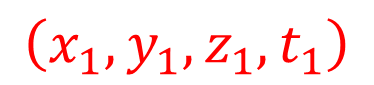 (x₁, y₁, z₁, t₁)